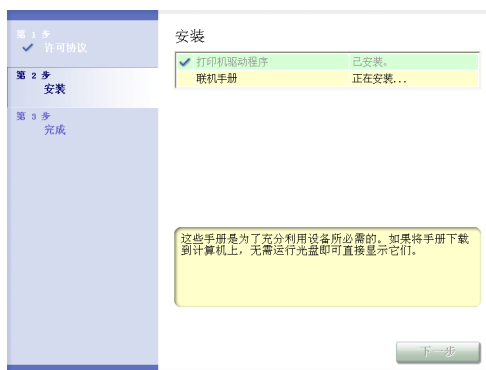 第 1 步
许可协议
第 2 步
安装
第 3 步
完成
安装
打印机驱动程序 已安装。
联机手册 正在安装...
这些手册是为了充分利用设备所必需的。如果将手册下载
到计算机上，无需运行光盘即可直接显示它们。
下一步